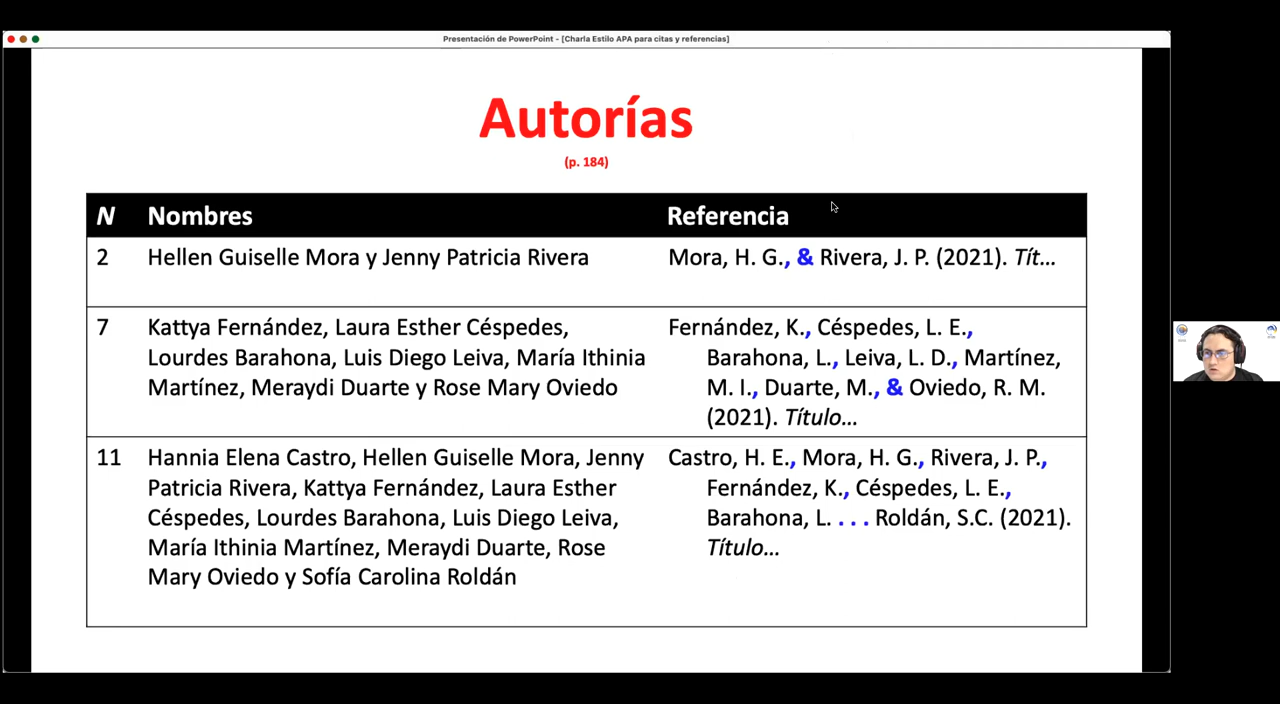 Presentación de PowerPoint - [Charla Estilo APA para citas y referencias]
Autorías
(p. 184)
N Nombres Referencia
2 Hellen Guiselle Mora y Jenny Patricia Rivera Mora, H. G., & Rivera, J. P. (2021). Tít...
7 Kattya Fernández, Laura Esther Céspedes,
Lourdes Barahona, Luis Diego Leiva, María Ithinia
Martínez, Meraydi Duarte y Rose Mary Oviedo
Fernández, K., Céspedes, L. E.,
Barahona, L., Leiva, L. D., Martínez,
M. I., Duarte, M., & Oviedo, R. M.
(2021). Título...
11 Hannia Elena Castro, Hellen Guiselle Mora, Jenny
Patricia Rivera, Kattya Fernández, Laura Esther
Céspedes, Lourdes Barahona, Luis Diego Leiva,
María Ithinia Martínez, Meraydi Duarte, Rose
Mary Oviedo y Sofía Carolina Roldán
Castro, H. E., Mora, H. G., Rivera, J. P.,
Fernández, K., Céspedes, L. E.,
Barahona, L. . . . Roldán, S.C. (2021).
Título...